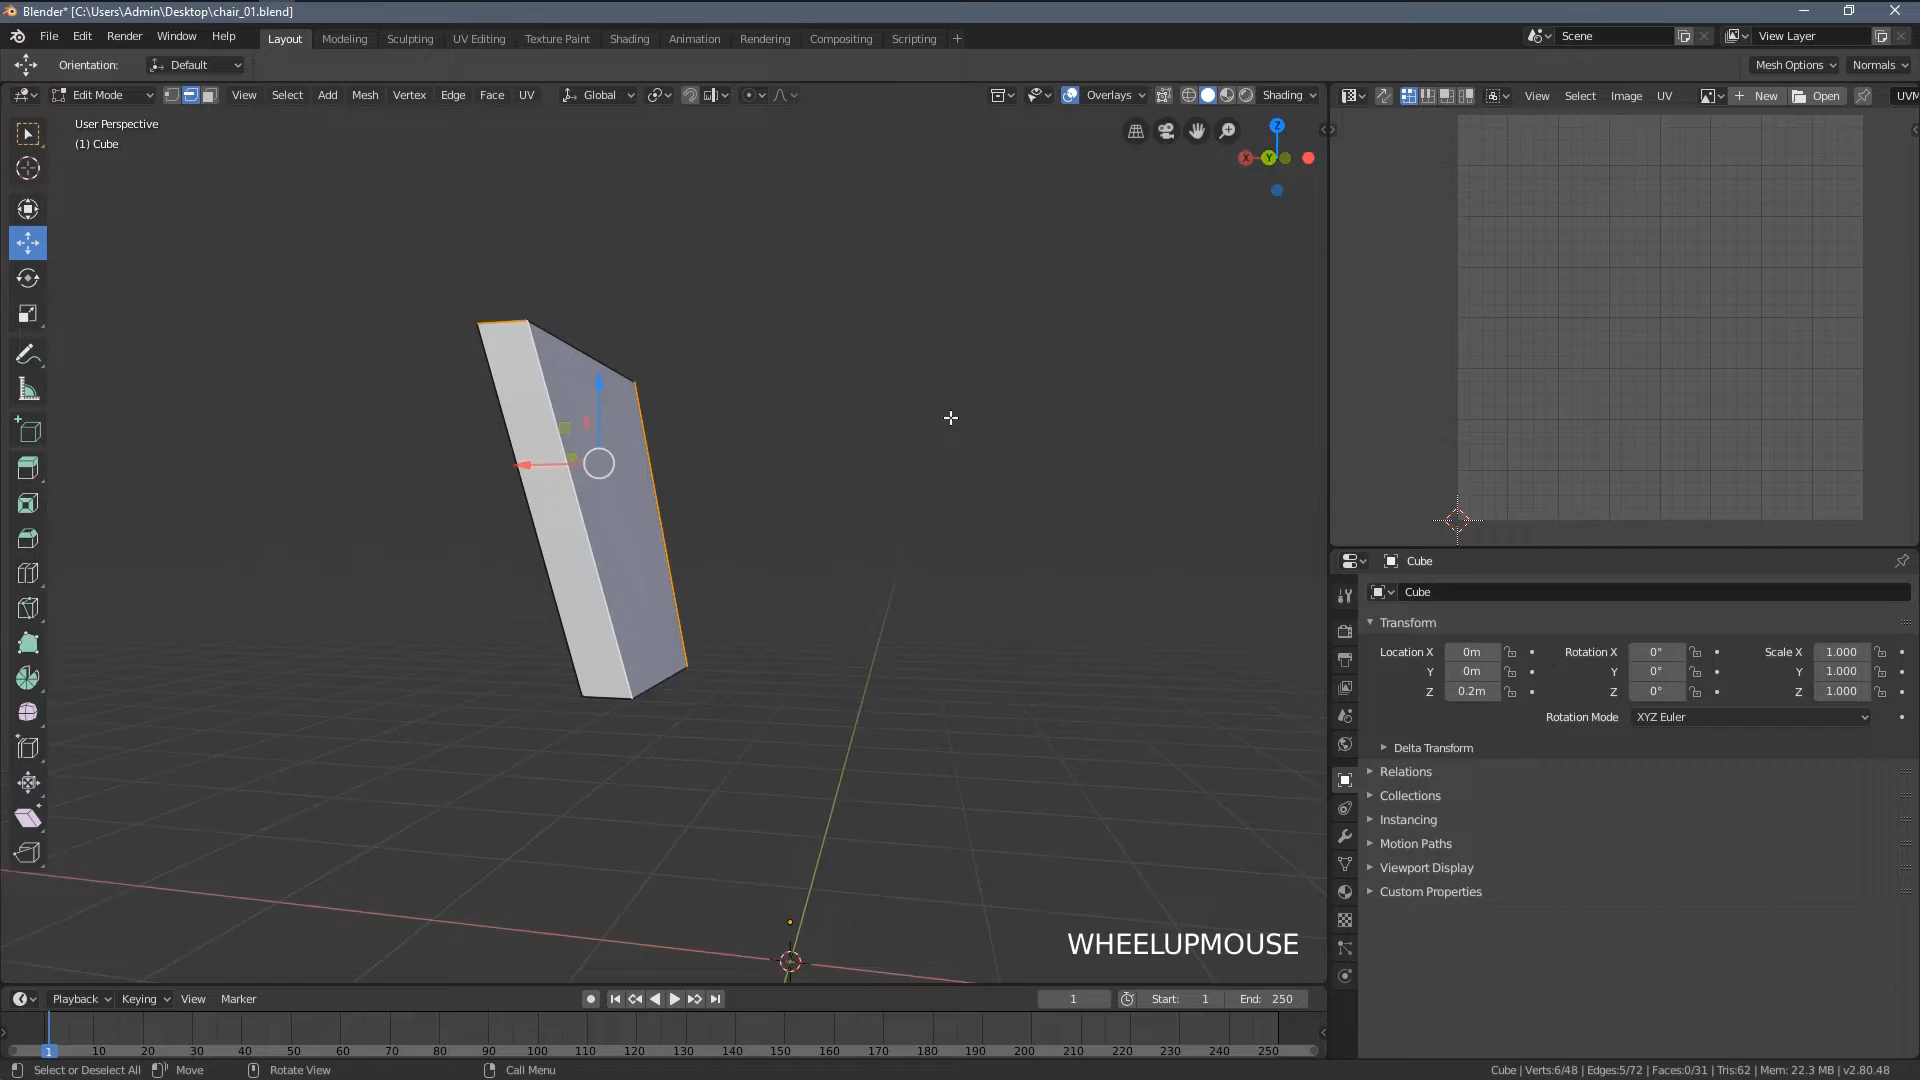 Blender* [C:\Users\Admin\Desktop\chair_01.blend]
File Edit Render Window Help Layout Modeling Sculpting UV Editing Texture Paint Shading Animation Rendering Compositing Scripting + Scene View Layer
Orientation: Default Mesh Options Normals
Edit Mode View Select Add Mesh Vertex Edge Face UV Global Overlays Shading View Select Image UV New Open UVM
User Perspective
(1) Cube
Z
X Y
Cube
Cube
Transform
Location X 0m Rotation X 0° Scale X 1.000
Y 0m Y 0° Y 1.000
Z 0.2m Z 0° Z 1.000
Rotation Mode XYZ Euler
Delta Transform
Relations
Collections
Instancing
Motion Paths
Viewport Display
Custom Properties
WHEELUPMOUSE
Playback Keying View Marker 1 Start: 1 End: 250
1 10 20 30 40 50 60 70 80 90 100 110 120 130 140 150 160 170 180 190 200 210 220 230 240 250
Select or Deselect All Move Rotate View Call Menu Cube | Verts:6/48 | Edges:5/72 | Faces:0/31 | Tris:62 | Mem: 22.3 MB | v2.80.48